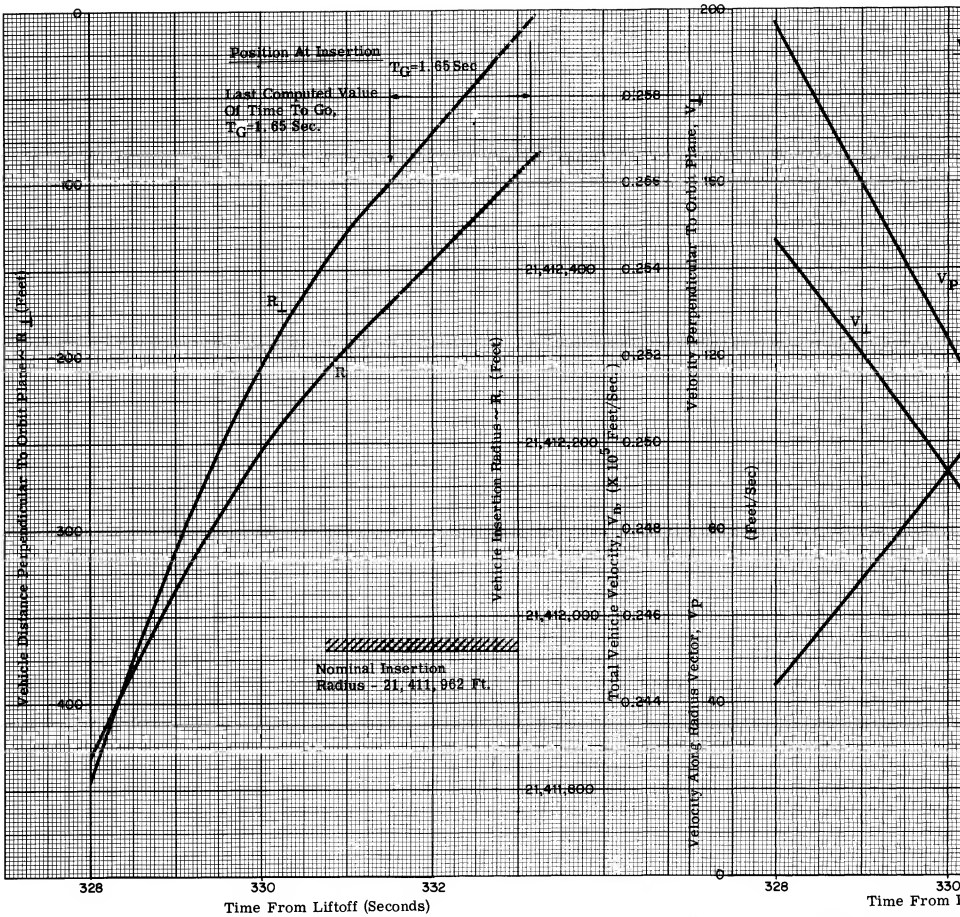 0
-100
-200
-300
-400
Vehicle Distance Perpendicular To Orbit Plane ~ R⊥ (Feet)
Position At Insertion
T_G=1.65 Sec
Last Computed Value
Of Time To Go,
T_G=1.65 Sec.
R⊥
R
Nominal Insertion
Radius - 21,411,962 Ft.
328
330
332
Time From Liftoff (Seconds)
21,412,400
21,412,200
21,412,000
21,411,800
Vehicle Insertion Radius ~ R (Feet)
0.258
0.256
0.254
0.252
0.250
0.248
0.246
0.244
Total Vehicle Velocity, Vn. (X 10^5 Feet/Sec.)
200
160
120
80
40
0
Velocity Perpendicular To Orbit Plane, V⊥
Velocity Along Radius Vector, VP
(Feet/Sec)
VP
V⊥
328
330
Time From